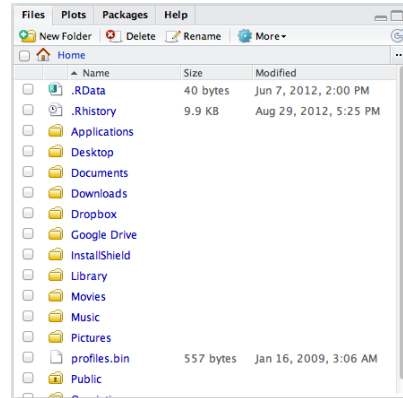 Files Plots Packages Help
New Folder Delete Rename More
Home
Name Size Modified
.RData 40 bytes Jun 7, 2012, 2:00 PM
.Rhistory 9.9 KB Aug 29, 2012, 5:25 PM
Applications
Desktop
Documents
Downloads
Dropbox
Google Drive
InstallShield
Library
Movies
Music
Pictures
profiles.bin 557 bytes Jan 16, 2009, 3:06 AM
Public